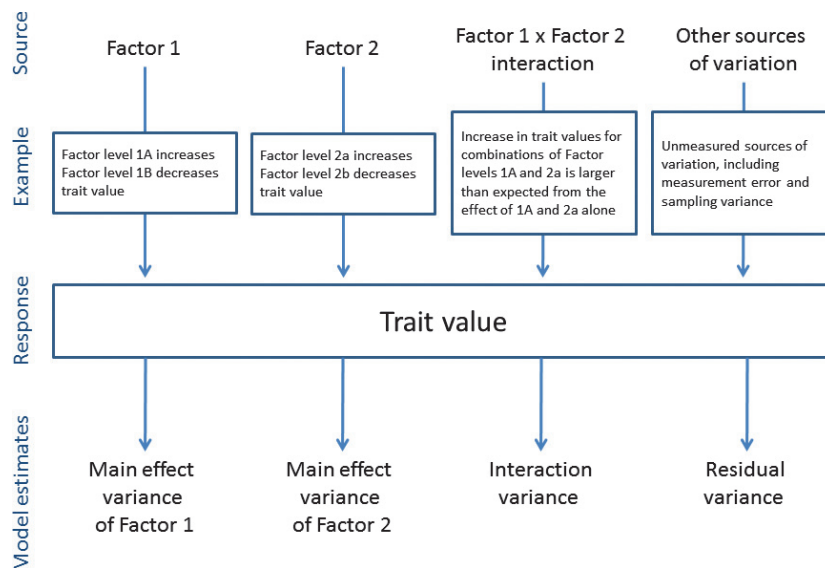 Source
Factor 1
Factor 2
Factor 1 x Factor 2
interaction
Other sources
of variation
Example
Factor level 1A increases
Factor level 1B decreases
trait value
Factor level 2a increases
Factor level 2b decreases
trait value
Increase in trait values for
combinations of Factor
levels 1A and 2a is larger
than expected from the
effect of 1A and 2a alone
Unmeasured sources of
variation, including
measurement error and
sampling variance
Response
Trait value
Model estimates
Main effect
variance
of Factor 1
Main effect
variance
of Factor 2
Interaction
variance
Residual
variance